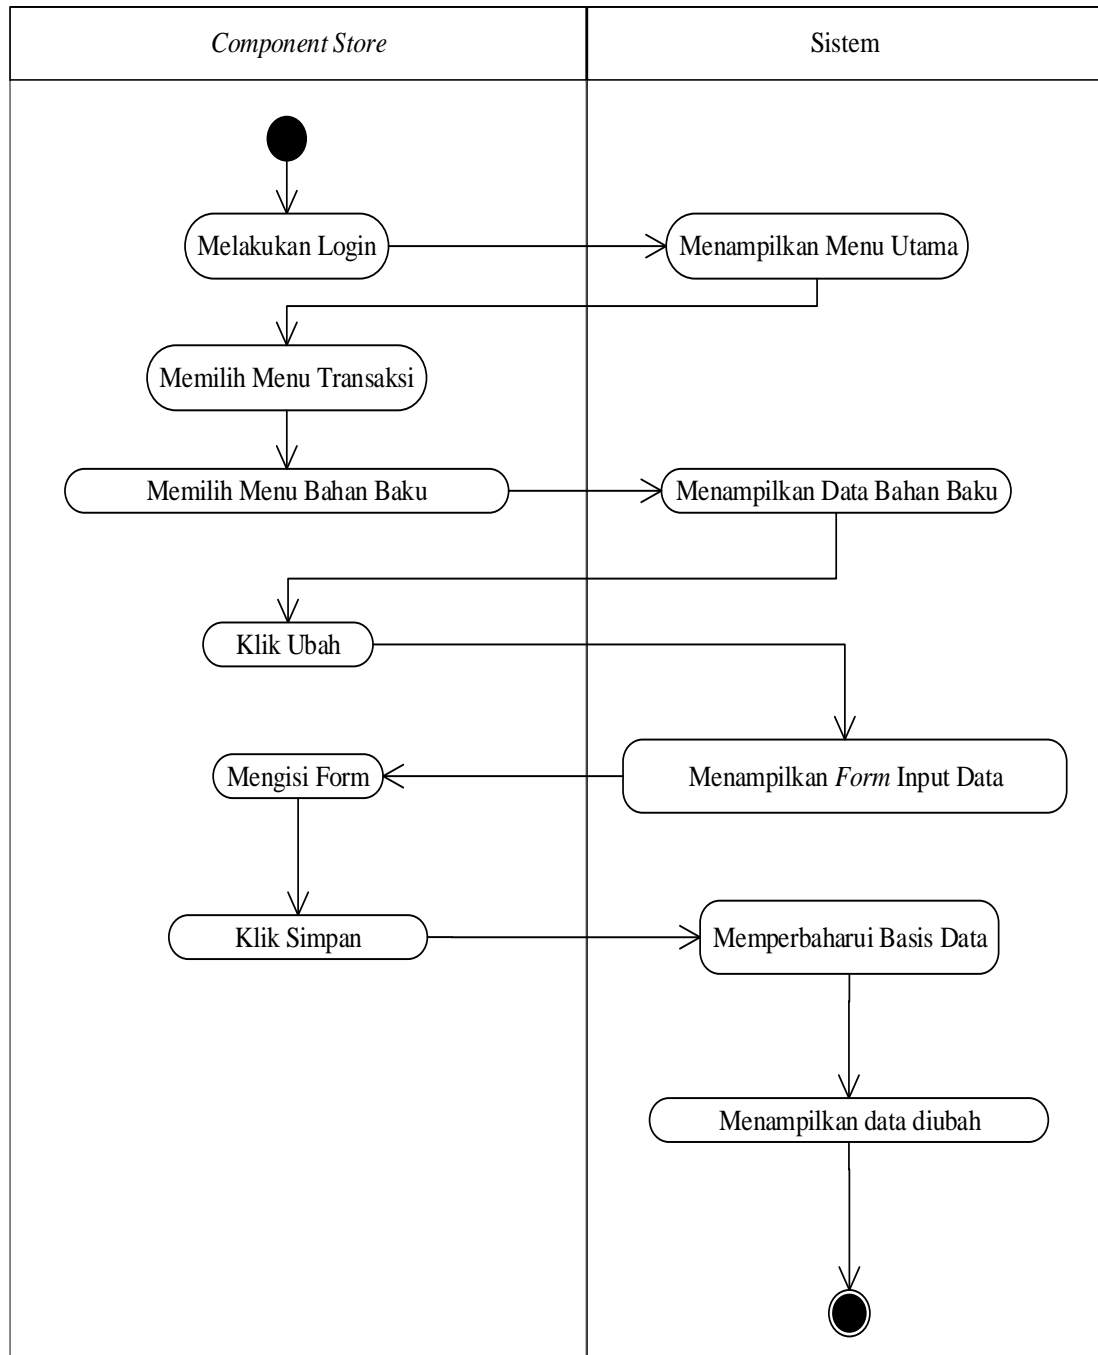 Component Store
Sistem
Melakukan Login
Menampilkan Menu Utama
Memilih Menu Transaksi
Memilih Menu Bahan Baku
Menampilkan Data Bahan Baku
Klik Ubah
Menampilkan Form Input Data
Mengisi Form
Klik Simpan
Memperbaharui Basis Data
Menampilkan data diubah